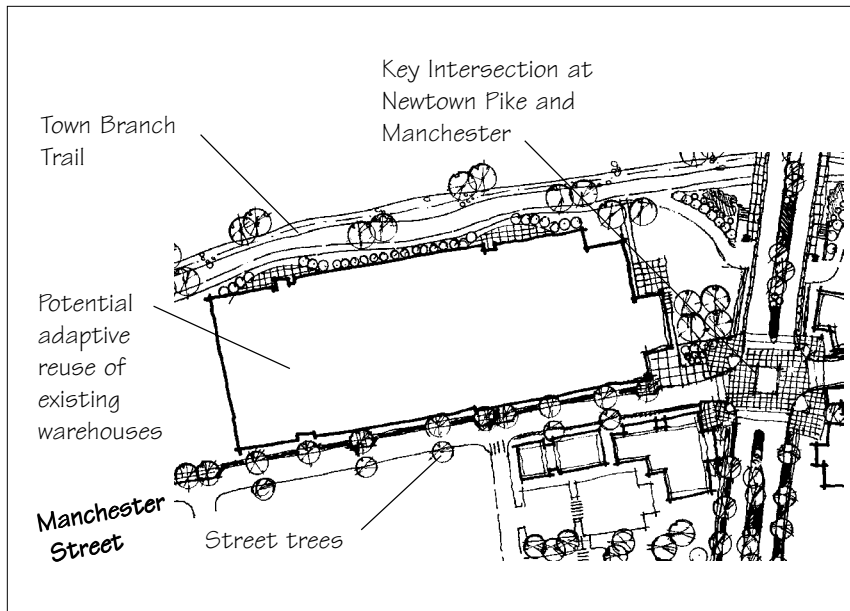 Key Intersection at
Newtown Pike and
Manchester
Town Branch
Trail
Potential
adaptive
reuse of
existing
warehouses
Manchester
Street
Street trees